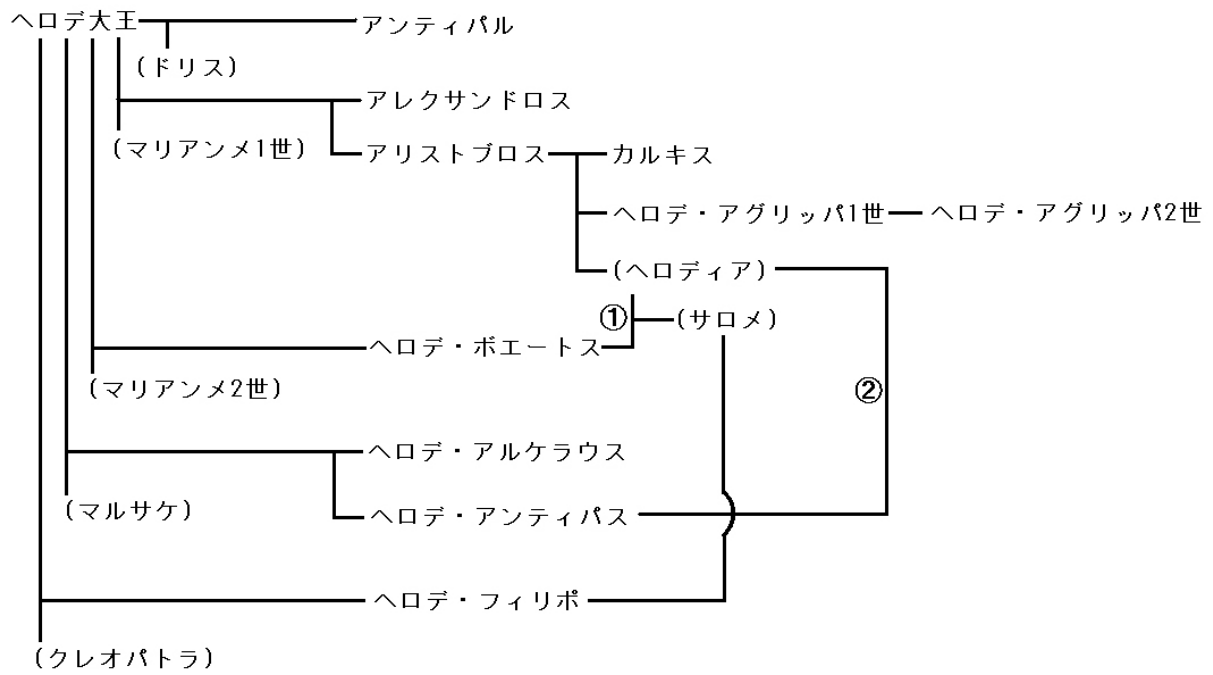 ヘロデ大王
アンティパル
(ドリス)
アレクサンドロス
(マリアンメ1世)
アリストブロス
カルキス
ヘロデ・アグリッパ1世
ヘロデ・アグリッパ2世
(ヘロディア)
①
(サロメ)
ヘロデ・ボエートス
(マリアンメ2世)
②
ヘロデ・アルケラウス
(マルサケ)
ヘロデ・アンティパス
ヘロデ・フィリポ
(クレオパトラ)